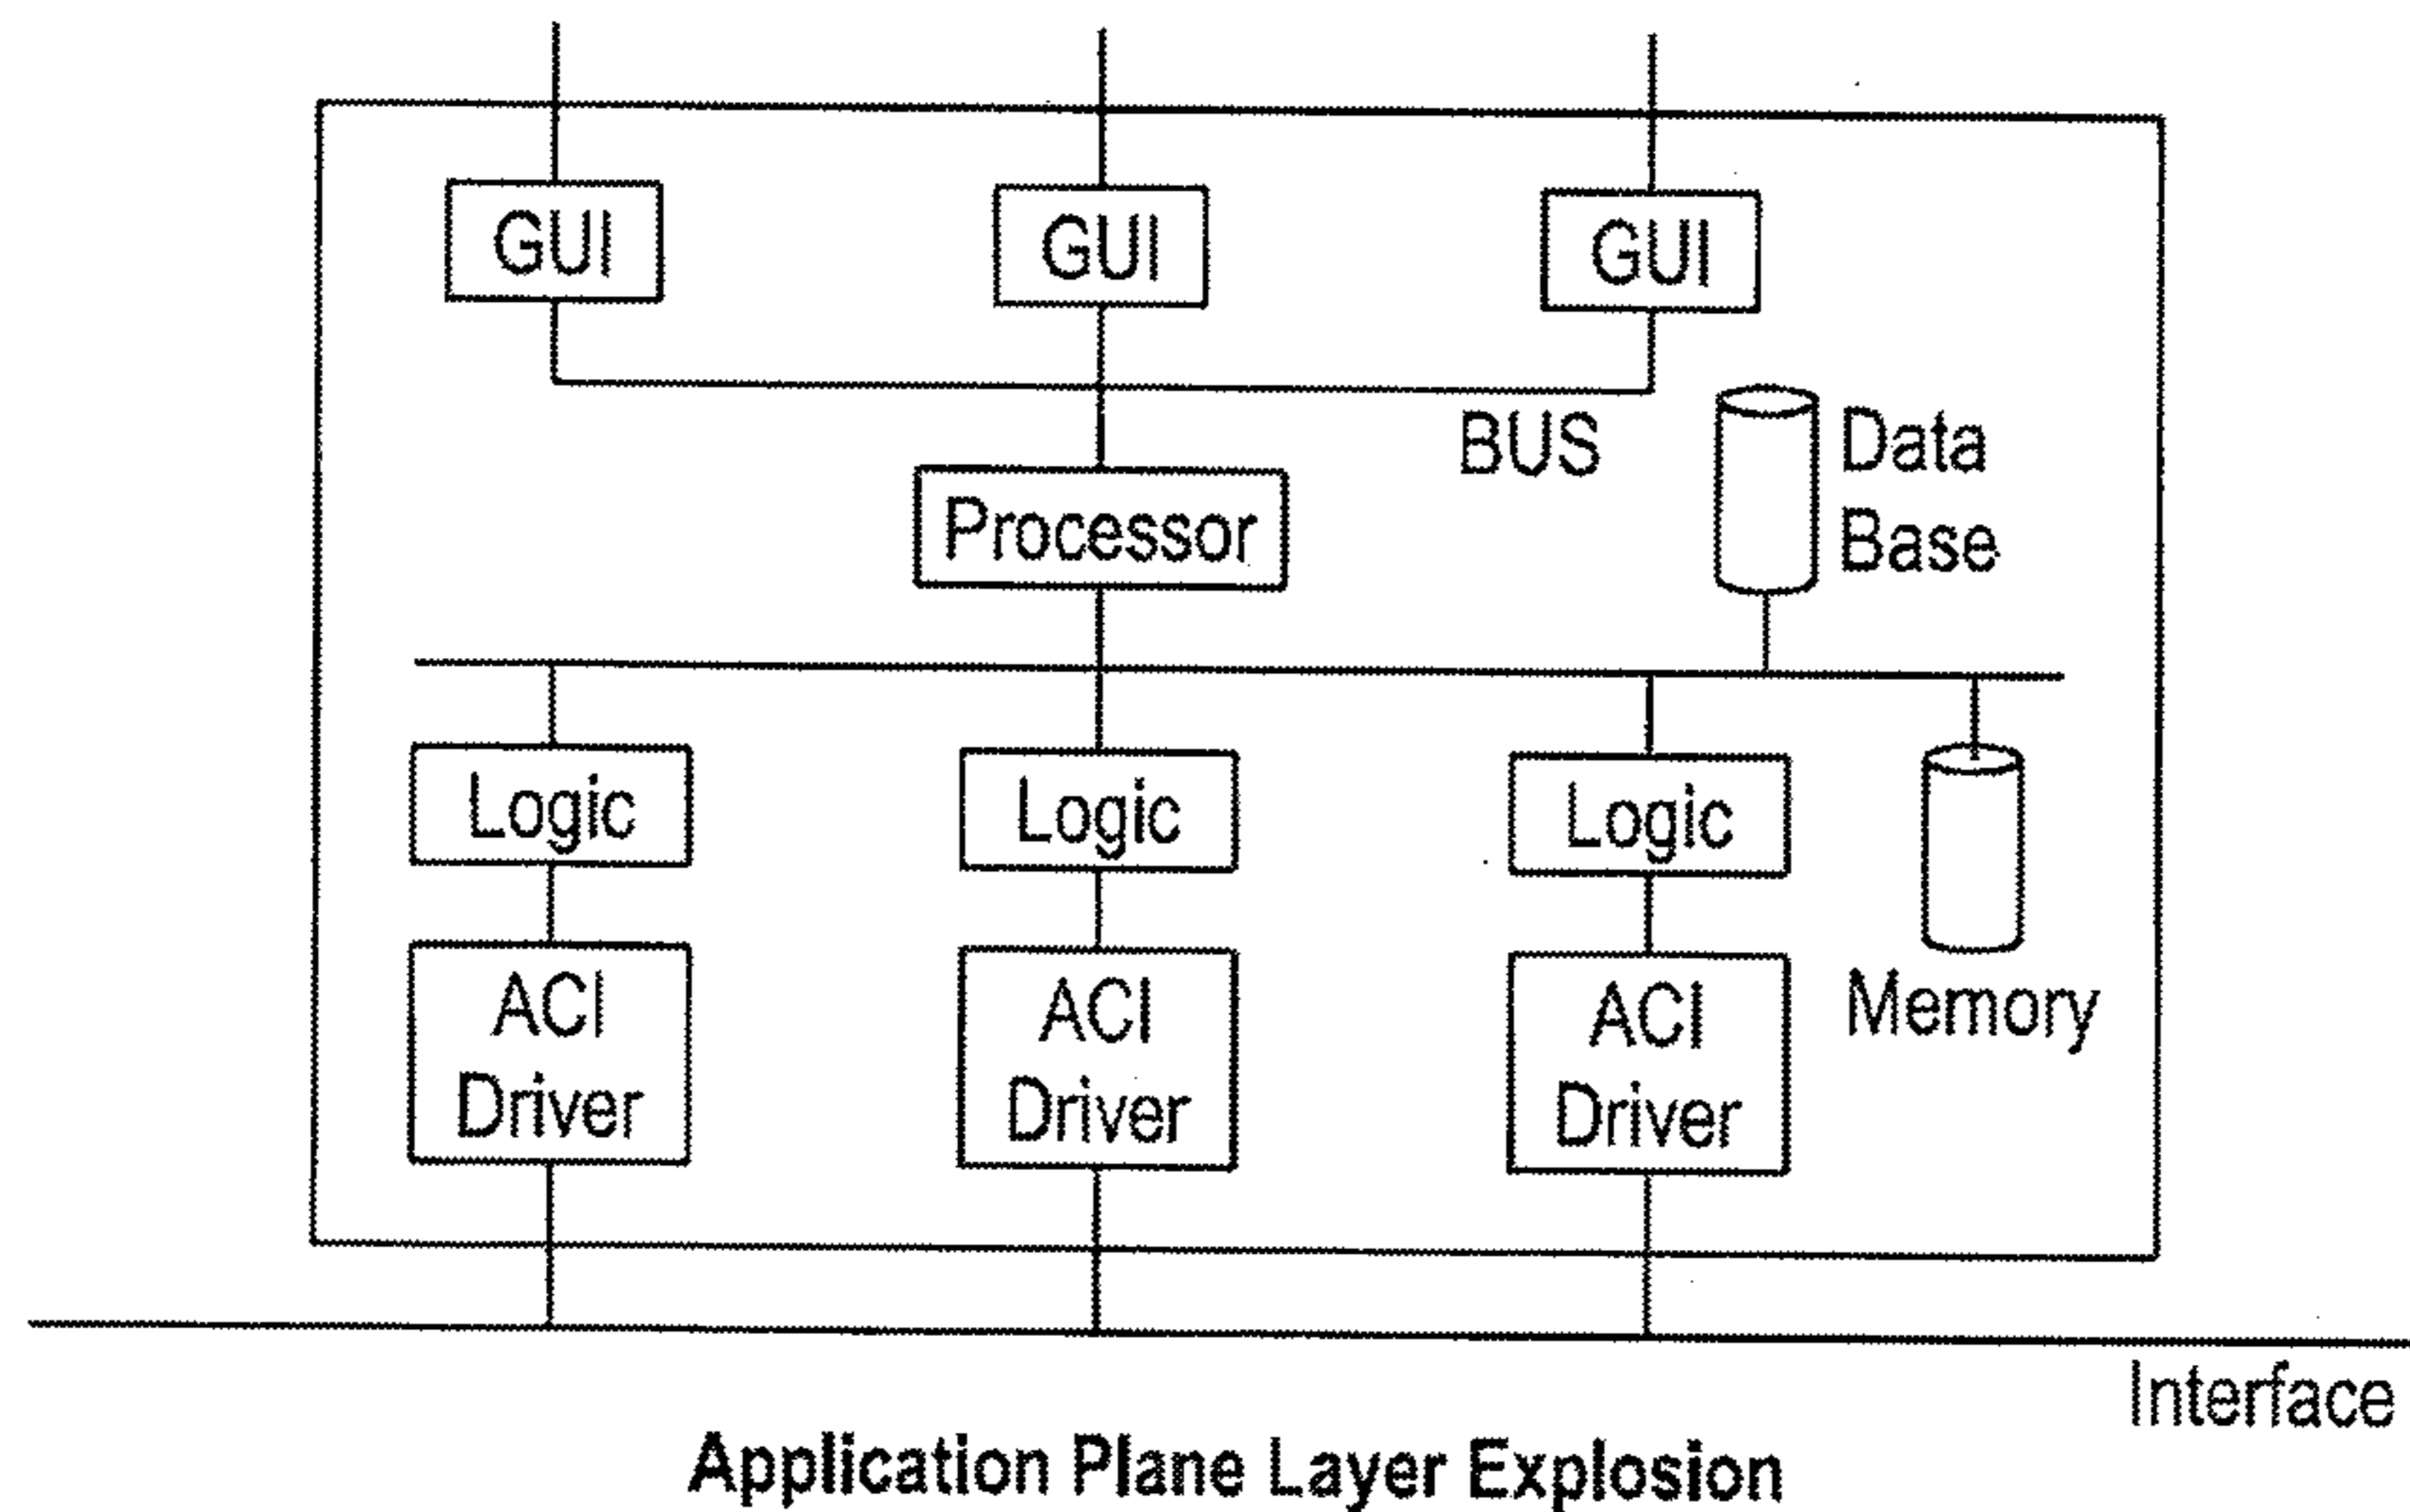 GUI
GUI
GUI
BUS
Data
Base
Processor
Logic
Logic
Logic
ACI
Driver
ACI
Driver
ACI
Driver
Memory
Interface
Application Plane Layer Explosion